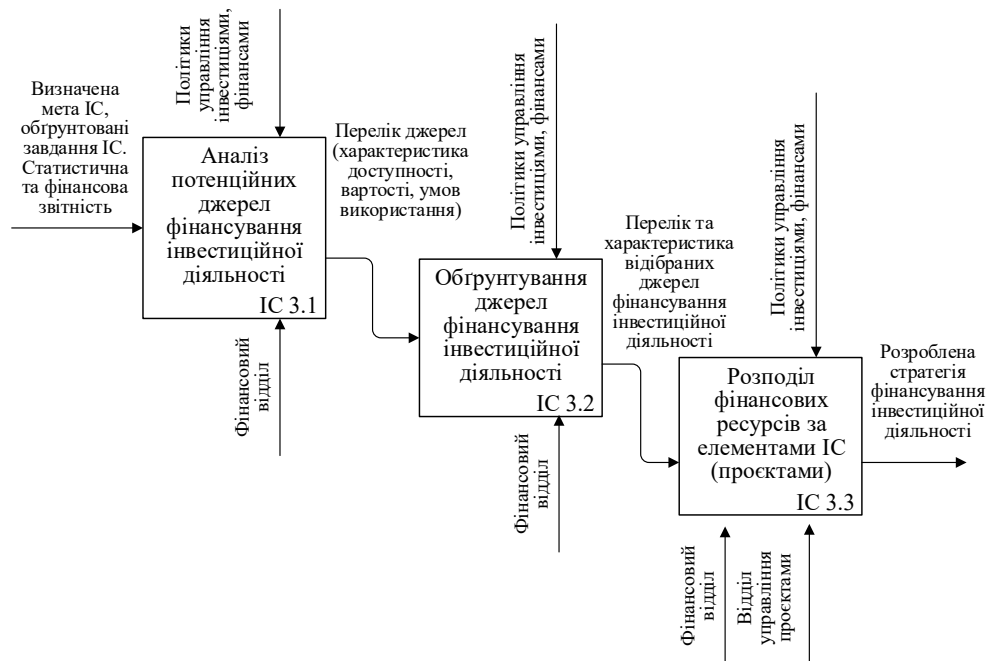 Визначена
мета ІС,
обґрунтовані
завдання ІС.
Статистична
та фінансова
звітність
Політики
управління
інвестиціями,
фінансами
Аналіз
потенційних
джерел
фінансування
інвестиційної
діяльності
ІС 3.1
Фінансовий
відділ
Перелік джерел
(характеристика
доступності,
вартості, умов
використання)
Політики управління
інвестиціями, фінансами
Обґрунтування
джерел
фінансування
інвестиційної
діяльності
ІС 3.2
Фінансовий
відділ
Перелік та
характеристика
відібраних
джерел
фінансування
інвестиційної
діяльності
Політики управління
інвестиціями, фінансами
Розподіл
фінансових
ресурсів за
елементами ІС
(проєктами)
ІС 3.3
Фінансовий
відділ
Відділ
управління
проєктами
Розроблена
стратегія
фінансування
інвестиційної
діяльності